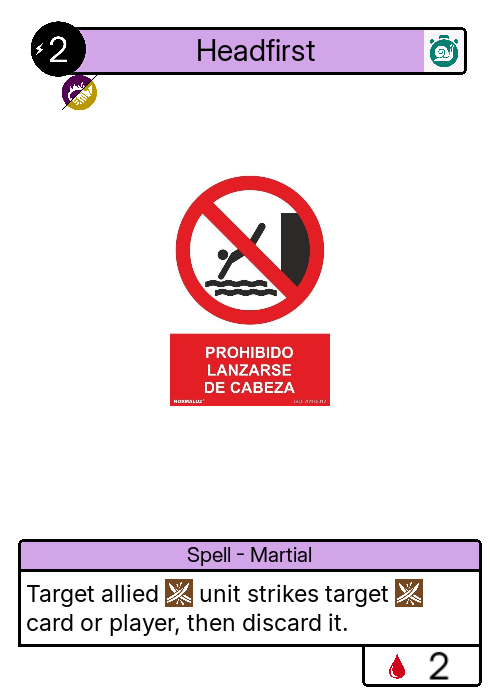 2
Headfirst
PROHIBIDO
LANZARSE
DE CABEZA
NORMALUZ
Spell - Martial
Target allied unit strikes target
card or player, then discard it.
2